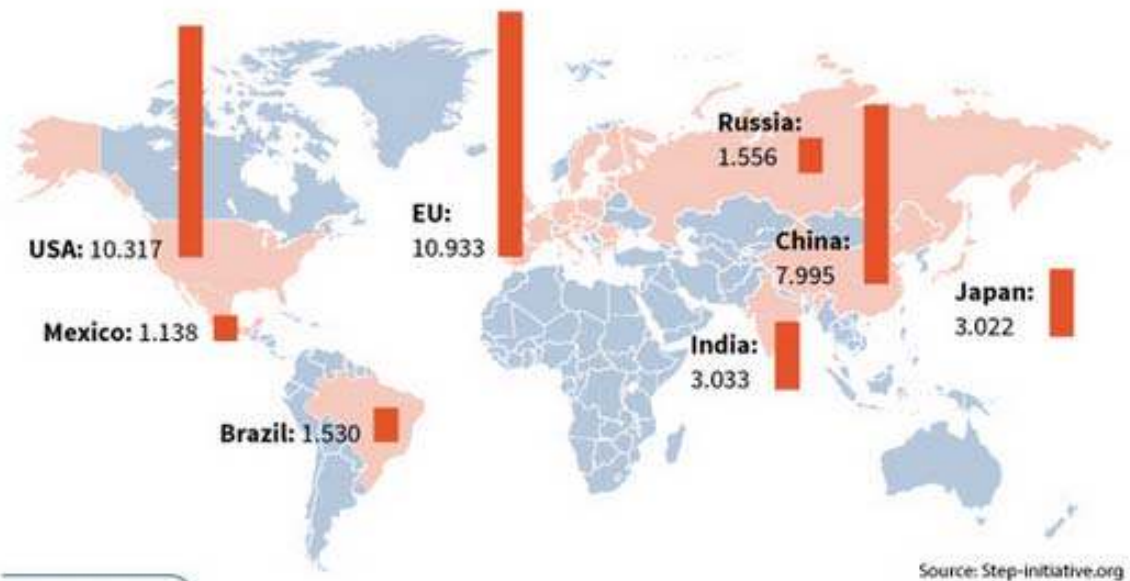 USA: 10.317
Mexico: 1.138
Brazil: 1.530
EU:
10.933
Russia:
1.556
China:
7.995
India:
3.033
Japan:
3.022
Source: Step-initiative.org